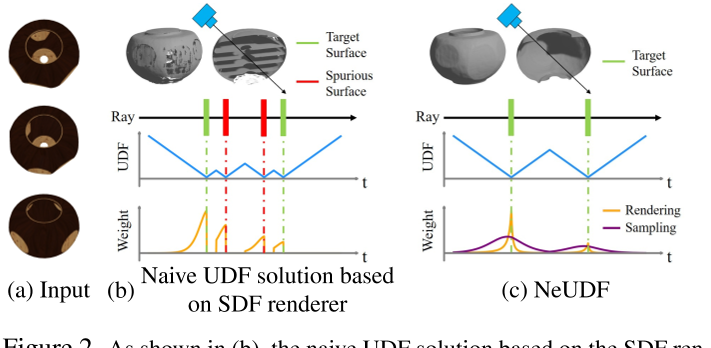 Target
Surface
Spurious
Surface
Target
Surface
Ray
Ray
UDF
t
UDF
t
Weight
t
Weight
Rendering
Sampling
t
(a) Input
(b)
Naive UDF solution based
on SDF renderer
(c) NeUDF
Figure 2. As shown in (b), the naive UDF solution based on the SDF ren